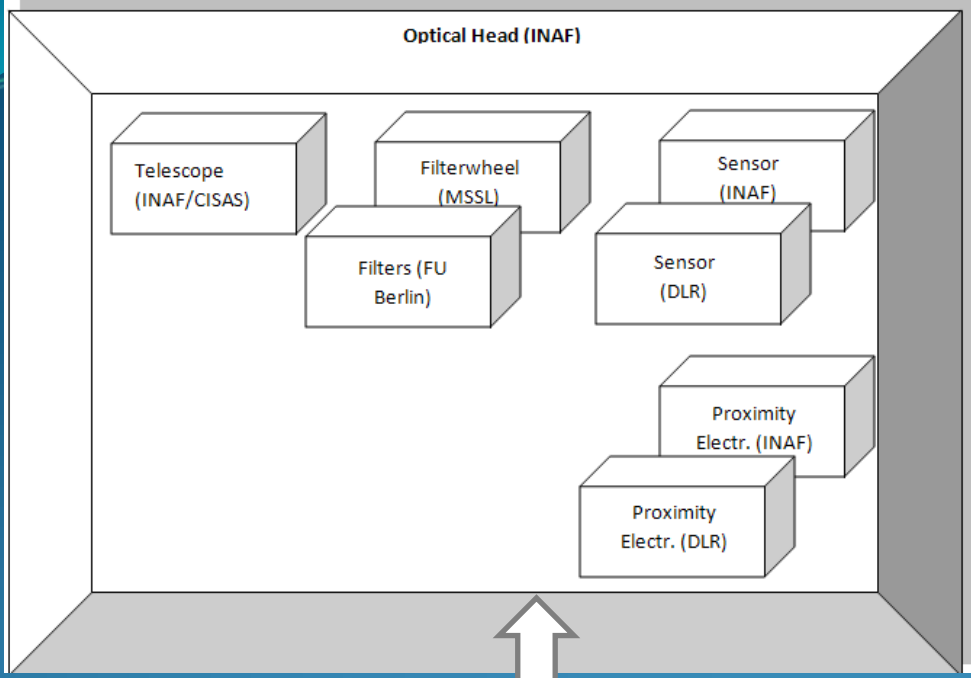 Optical Head (INAF)
Telescope
(INAF/CISAS)
Filterwheel
(MSSL)
Sensor
(INAF)
Filters (FU
Berlin)
Sensor
(DLR)
Proximity
Electr. (INAF)
Proximity
Electr. (DLR)